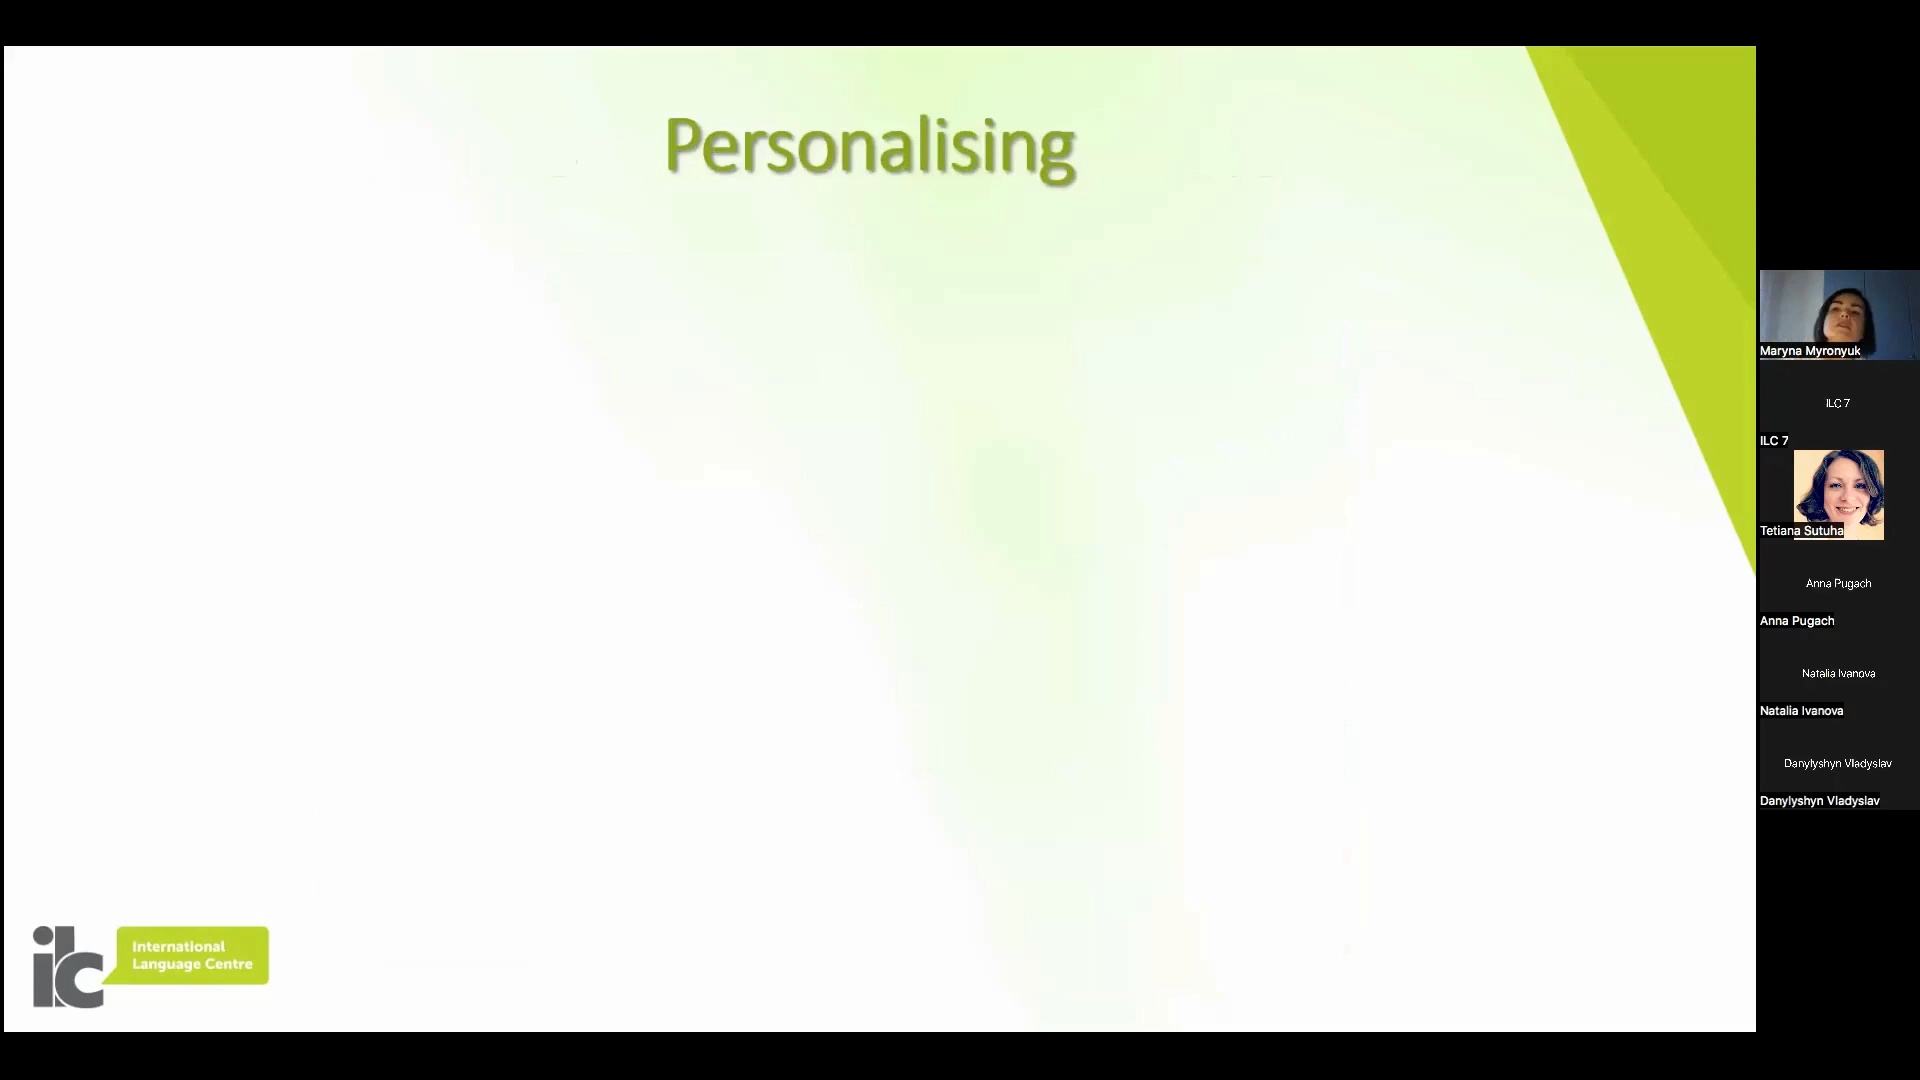 Personalising
ilc
International
Language Centre
Maryna Myronyuk
ILC 7
ILC 7
Tetiana Sutuha
Anna Pugach
Anna Pugach
Natalia Ivanova
Natalia Ivanova
Danylyshyn Vladyslav
Danylyshyn Vladyslav